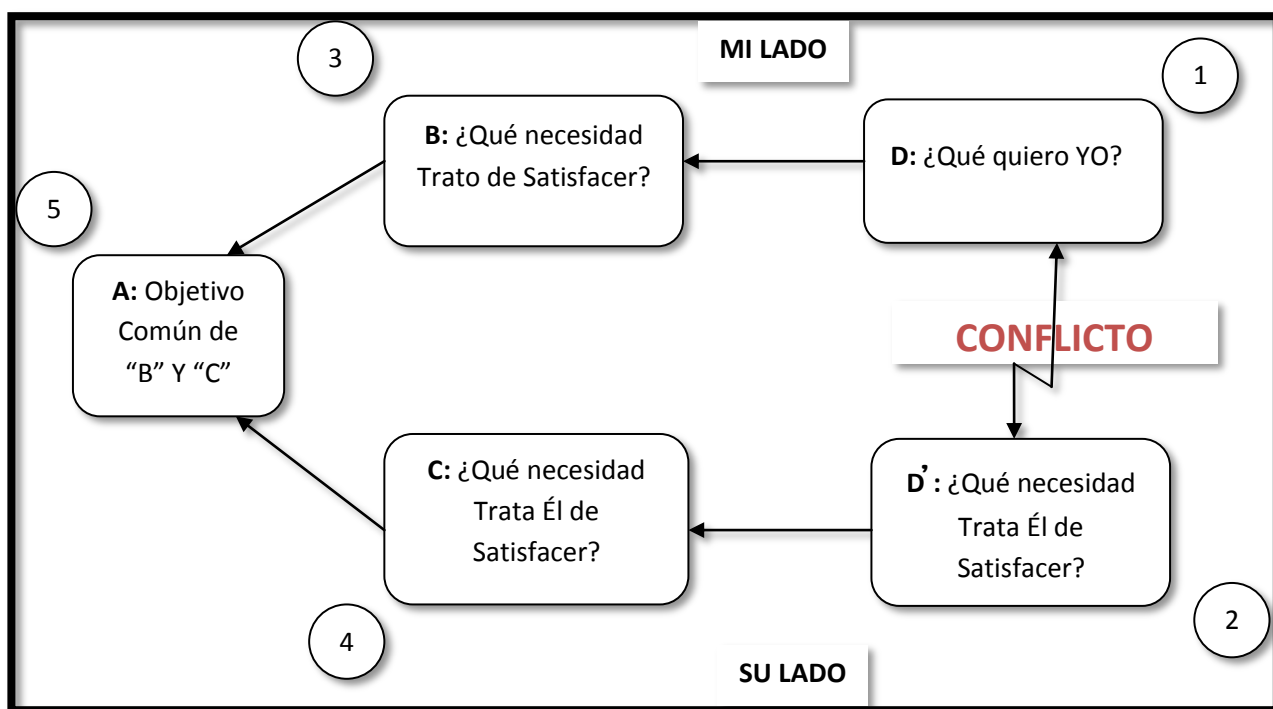 MI LADO
3
1
B: ¿Qué necesidad
Trato de Satisfacer?
D: ¿Qué quiero YO?
5
A: Objetivo
Común de
“B” Y “C”
CONFLICTO
C: ¿Qué necesidad
Trata Él de
Satisfacer?
D’ : ¿Qué necesidad
Trata Él de
Satisfacer?
4
2
SU LADO